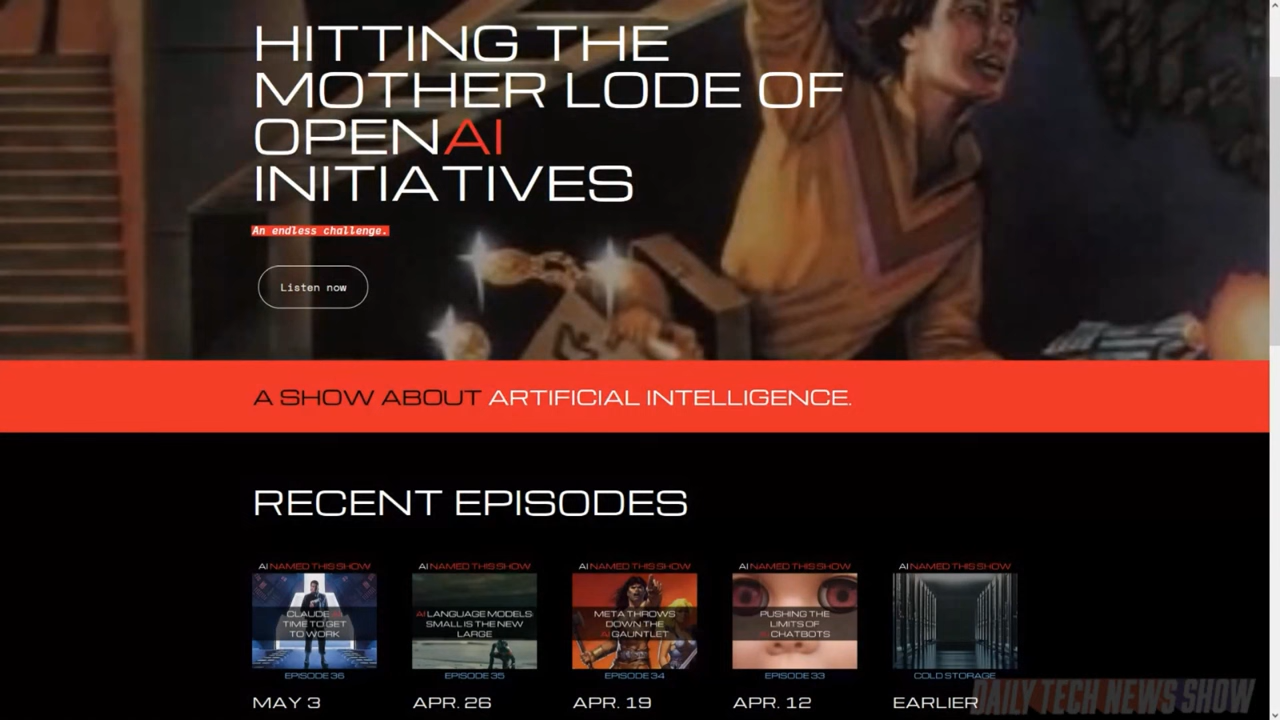 HITTING THE
MOTHER LODE OF
OPENAI
INITIATIVES
An endless challenge.
Listen now
A SHOW ABOUT ARTIFICIAL INTELLIGENCE.
RECENT EPISODES
AI NAMED THIS SHOW
CLAUDE AI
TIME TO GET
TO WORK
EPISODE 36
MAY 3
AI NAMED THIS SHOW
AI LANGUAGE MODELS
SMALL IS THE NEW
LARGE
EPISODE 35
APR. 26
AI NAMED THIS SHOW
META THROWS
DOWN THE
AI GAUNTLET
EPISODE 34
APR. 19
AI NAMED THIS SHOW
PUSHING THE
LIMITS OF
AI CHATBOTS
EPISODE 33
APR. 12
AI NAMED THIS SHOW
COLD STORAGE
EARLIER
DAILY TECH NEWS SHOW